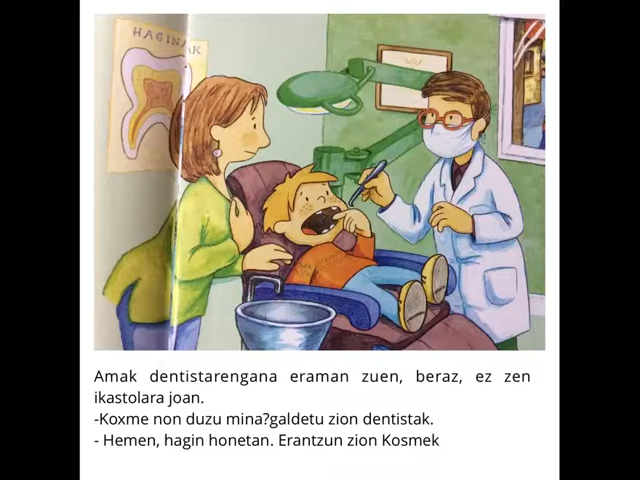 HAGINAK
Amak dentistarengana eraman zuen, beraz, ez zen
ikastolara joan.
-Koxme non duzu mina?galdetu zion dentistak.
- Hemen, hagin honetan. Erantzun zion Kosmek